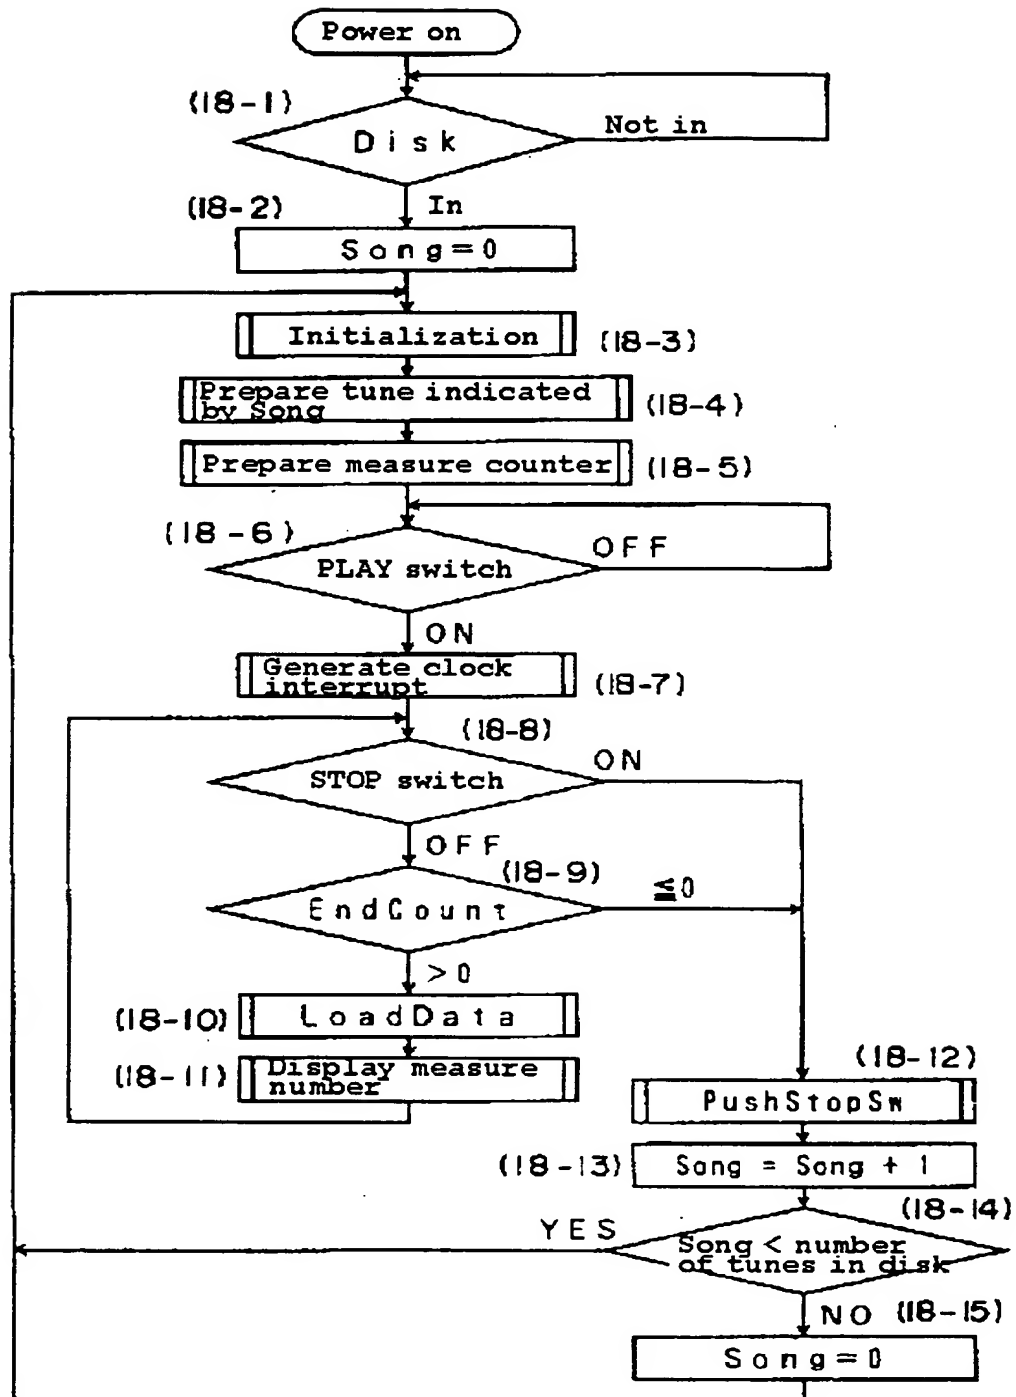 Power on
(18-1)
Disk
Not in
In
(18-2)
Song=0
Initialization
(18-3)
Prepare tune indicated
by Song
(18-4)
Prepare measure counter
(18-5)
(18-6)
PLAY switch
OFF
ON
Generate clock
interrupt
(18-7)
(18-8)
STOP switch
ON
OFF
(18-9)
EndCount
≦0
>0
(18-10)
LoadData
(18-11)
Display measure
number
(18-12)
PushStopSw
(18-13)
Song = Song + 1
(18-14)
YES
Song < number
of tunes in disk
NO
(18-15)
Song=0